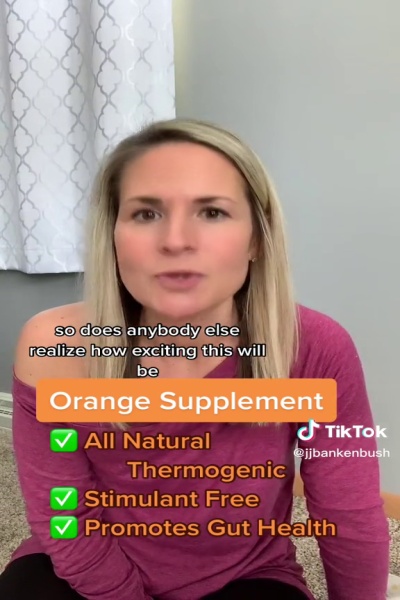 so does anybody else
realize how exciting this will
be
Orange Supplement
✅ All Natural
Thermogenic
TikTok
@jjbankenbush
✅ Stimulant Free
✅ Promotes Gut Health